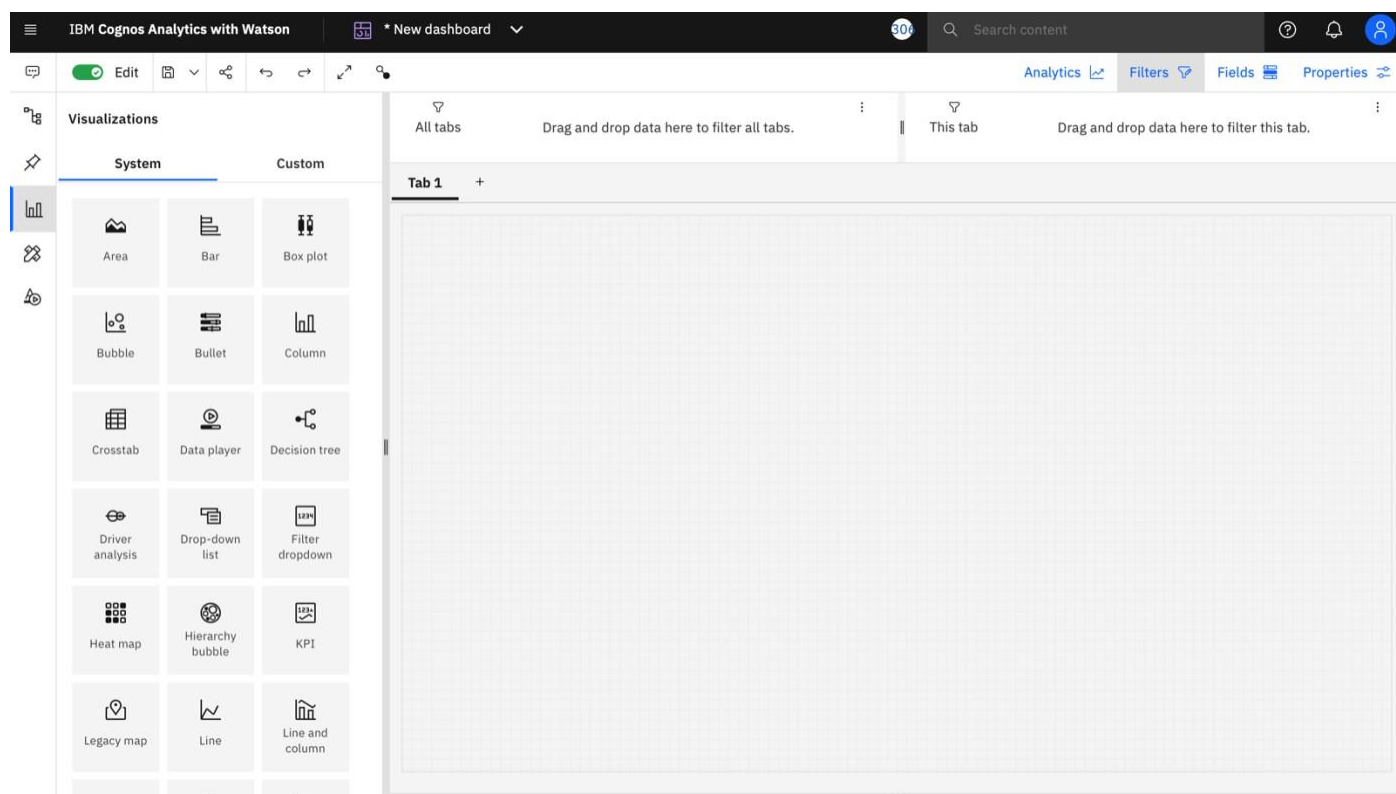 IBM Cognos Analytics with Watson
* New dashboard
Search content
Edit
Analytics
Filters
Fields
Properties
Visualizations
System
Custom
All tabs
Drag and drop data here to filter all tabs.
This tab
Drag and drop data here to filter this tab.
Tab 1
+
Area
Bar
Box plot
Bubble
Bullet
Column
Crosstab
Data player
Decision tree
Driver
analysis
Drop-down
list
Filter
dropdown
Heat map
Hierarchy
bubble
KPI
Legacy map
Line
Line and
column